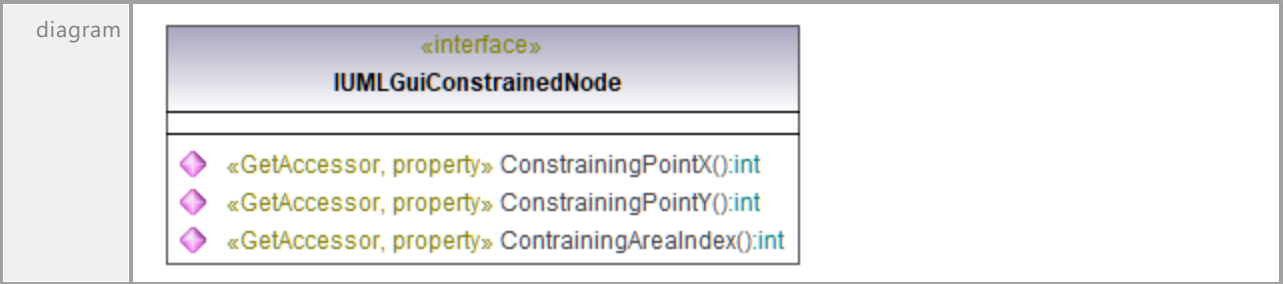 diagram
«interface»
IUMLGuiConstrainedNode
«GetAccessor, property» ConstrainingPointX():int
«GetAccessor, property» ConstrainingPointY():int
«GetAccessor, property» ContrainingAreaIndex():int